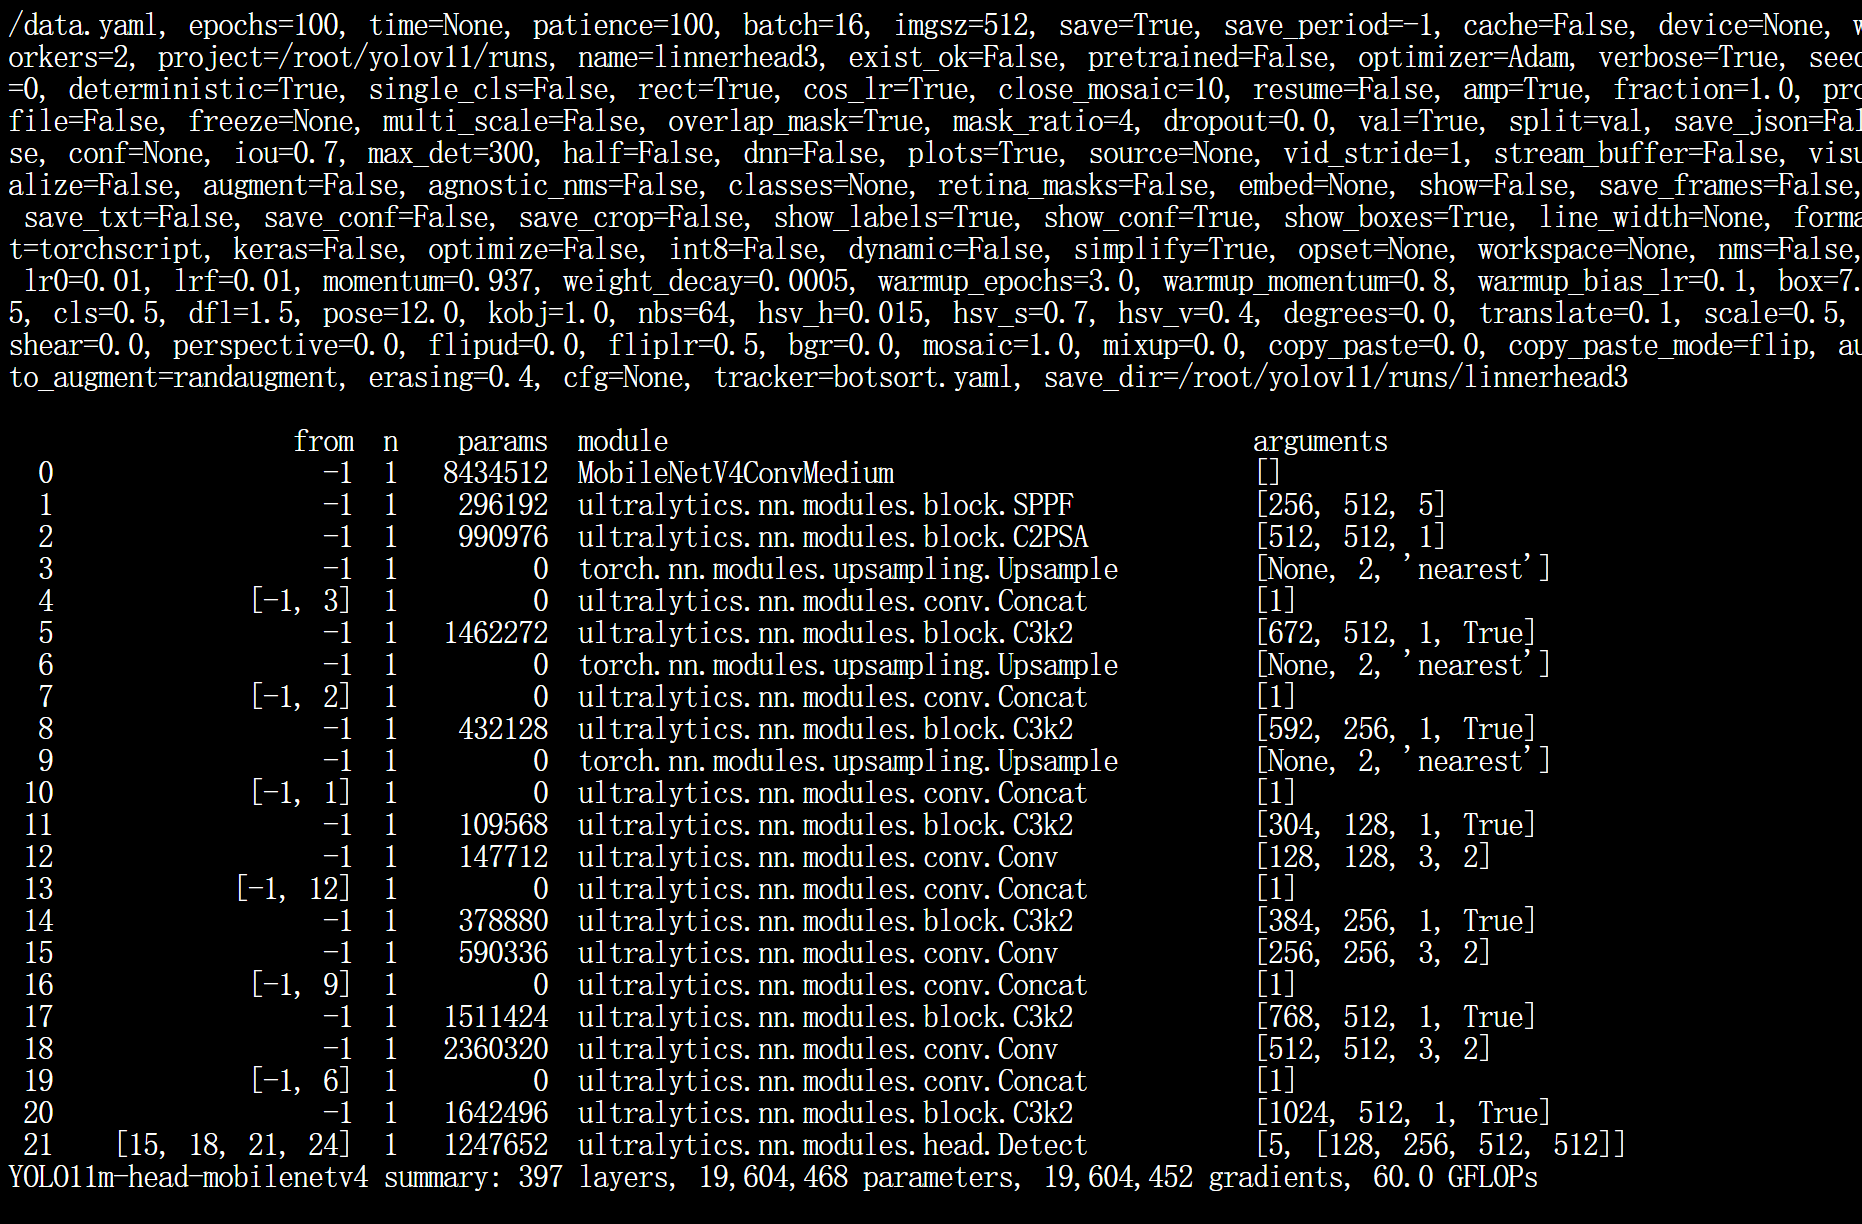 /data.yaml, epochs=100, time=None, patience=100, batch=16, imgsz=512, save=True, save_period=-1, cache=False, device=None, w
orkers=2, project=/root/yolov11/runs, name=linnerhead3, exist_ok=False, pretrained=False, optimizer=Adam, verbose=True, seed
=0, deterministic=True, single_cls=False, rect=True, cos_lr=True, close_mosaic=10, resume=False, amp=True, fraction=1.0, pro
file=False, freeze=None, multi_scale=False, overlap_mask=True, mask_ratio=4, dropout=0.0, val=True, split=val, save_json=Fal
se, conf=None, iou=0.7, max_det=300, half=False, dnn=False, plots=True, source=None, vid_stride=1, stream_buffer=False, visu
alize=False, augment=False, agnostic_nms=False, classes=None, retina_masks=False, embed=None, show=False, save_frames=False,
save_txt=False, save_conf=False, save_crop=False, show_labels=True, show_conf=True, show_boxes=True, line_width=None, forma
t=torchscript, keras=False, optimize=False, int8=False, dynamic=False, simplify=True, opset=None, workspace=None, nms=False,
lr0=0.01, lrf=0.01, momentum=0.937, weight_decay=0.0005, warmup_epochs=3.0, warmup_momentum=0.8, warmup_bias_lr=0.1, box=7.
5, cls=0.5, dfl=1.5, pose=12.0, kobj=1.0, nbs=64, hsv_h=0.015, hsv_s=0.7, hsv_v=0.4, degrees=0.0, translate=0.1, scale=0.5,
shear=0.0, perspective=0.0, flipud=0.0, fliplr=0.5, bgr=0.0, mosaic=1.0, mixup=0.0, copy_paste=0.0, copy_paste_mode=flip, au
to_augment=randaugment, erasing=0.4, cfg=None, tracker=botsort.yaml, save_dir=/root/yolov11/runs/linnerhead3
from n params module arguments
0 -1 1 8434512 MobileNetV4ConvMedium []
1 -1 1 296192 ultralytics.nn.modules.block.SPPF [256, 512, 5]
2 -1 1 990976 ultralytics.nn.modules.block.C2PSA [512, 512, 1]
3 -1 1 0 torch.nn.modules.upsampling.Upsample [None, 2, 'nearest']
4 [-1, 3] 1 0 ultralytics.nn.modules.conv.Concat [1]
5 -1 1 1462272 ultralytics.nn.modules.block.C3k2 [672, 512, 1, True]
6 -1 1 0 torch.nn.modules.upsampling.Upsample [None, 2, 'nearest']
7 [-1, 2] 1 0 ultralytics.nn.modules.conv.Concat [1]
8 -1 1 432128 ultralytics.nn.modules.block.C3k2 [592, 256, 1, True]
9 -1 1 0 torch.nn.modules.upsampling.Upsample [None, 2, 'nearest']
10 [-1, 1] 1 0 ultralytics.nn.modules.conv.Concat [1]
11 -1 1 109568 ultralytics.nn.modules.block.C3k2 [304, 128, 1, True]
12 -1 1 147712 ultralytics.nn.modules.conv.Conv [128, 128, 3, 2]
13 [-1, 12] 1 0 ultralytics.nn.modules.conv.Concat [1]
14 -1 1 378880 ultralytics.nn.modules.block.C3k2 [384, 256, 1, True]
15 -1 1 590336 ultralytics.nn.modules.conv.Conv [256, 256, 3, 2]
16 [-1, 9] 1 0 ultralytics.nn.modules.conv.Concat [1]
17 -1 1 1511424 ultralytics.nn.modules.block.C3k2 [768, 512, 1, True]
18 -1 1 2360320 ultralytics.nn.modules.conv.Conv [512, 512, 3, 2]
19 [-1, 6] 1 0 ultralytics.nn.modules.conv.Concat [1]
20 -1 1 1642496 ultralytics.nn.modules.block.C3k2 [1024, 512, 1, True]
21 [15, 18, 21, 24] 1 1247652 ultralytics.nn.modules.head.Detect [5, [128, 256, 512, 512]]
YOLO11m-head-mobilenetv4 summary: 397 layers, 19,604,468 parameters, 19,604,452 gradients, 60.0 GFLOPs